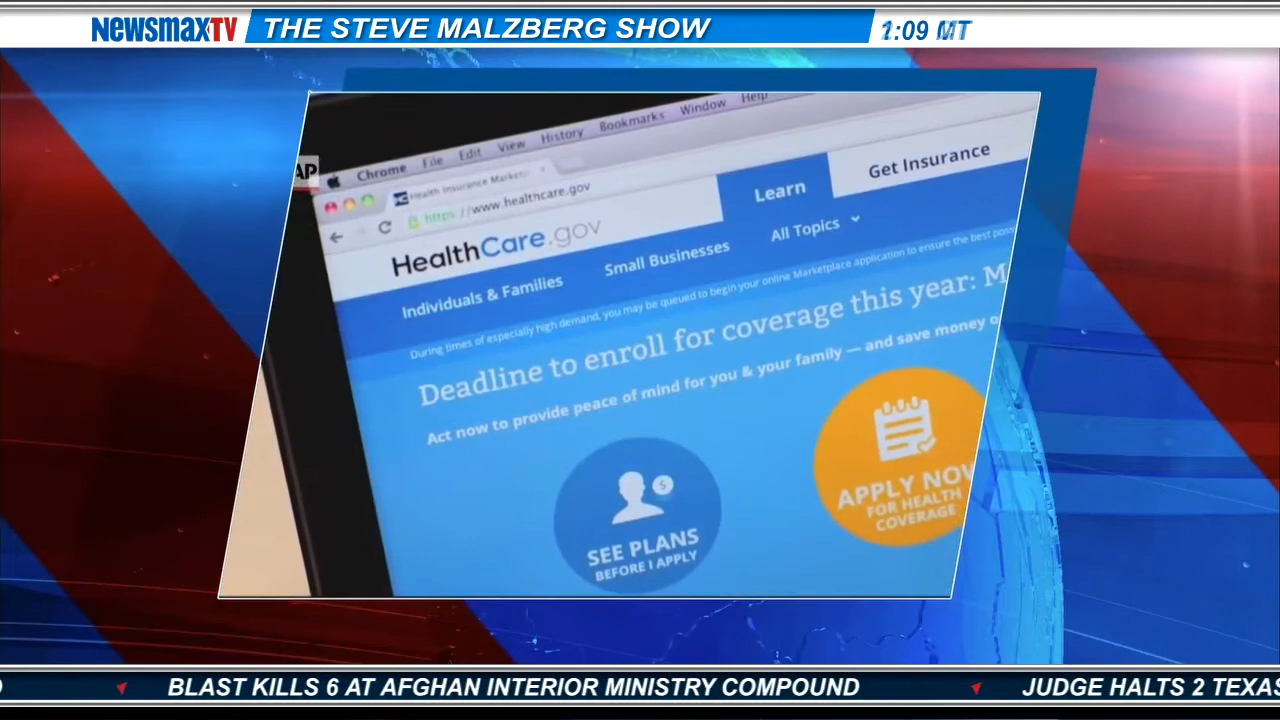 NewsmaxTV THE STEVE MALZBERG SHOW :09
AP
Chrome File Edit View History Bookmarks Window Help
Health Insurance Market
https://www.healthcare.gov
HealthCare.gov
Learn
Get Insurance
Individuals & Families
Small Businesses
All Topics
During times of especially high demand, you may be queued to begin your online Marketplace application to ensure the best poss
Deadline to enroll for coverage this year: M
Act now to provide peace of mind for you & your family — and save money o
SEE PLANS
BEFORE I APPLY
APPLY NOW
FOR HEALTH
COVERAGE
BLAST KILLS 6 AT AFGHAN INTERIOR MINISTRY COMPOUND
JUDGE HALTS 2 TEXAS